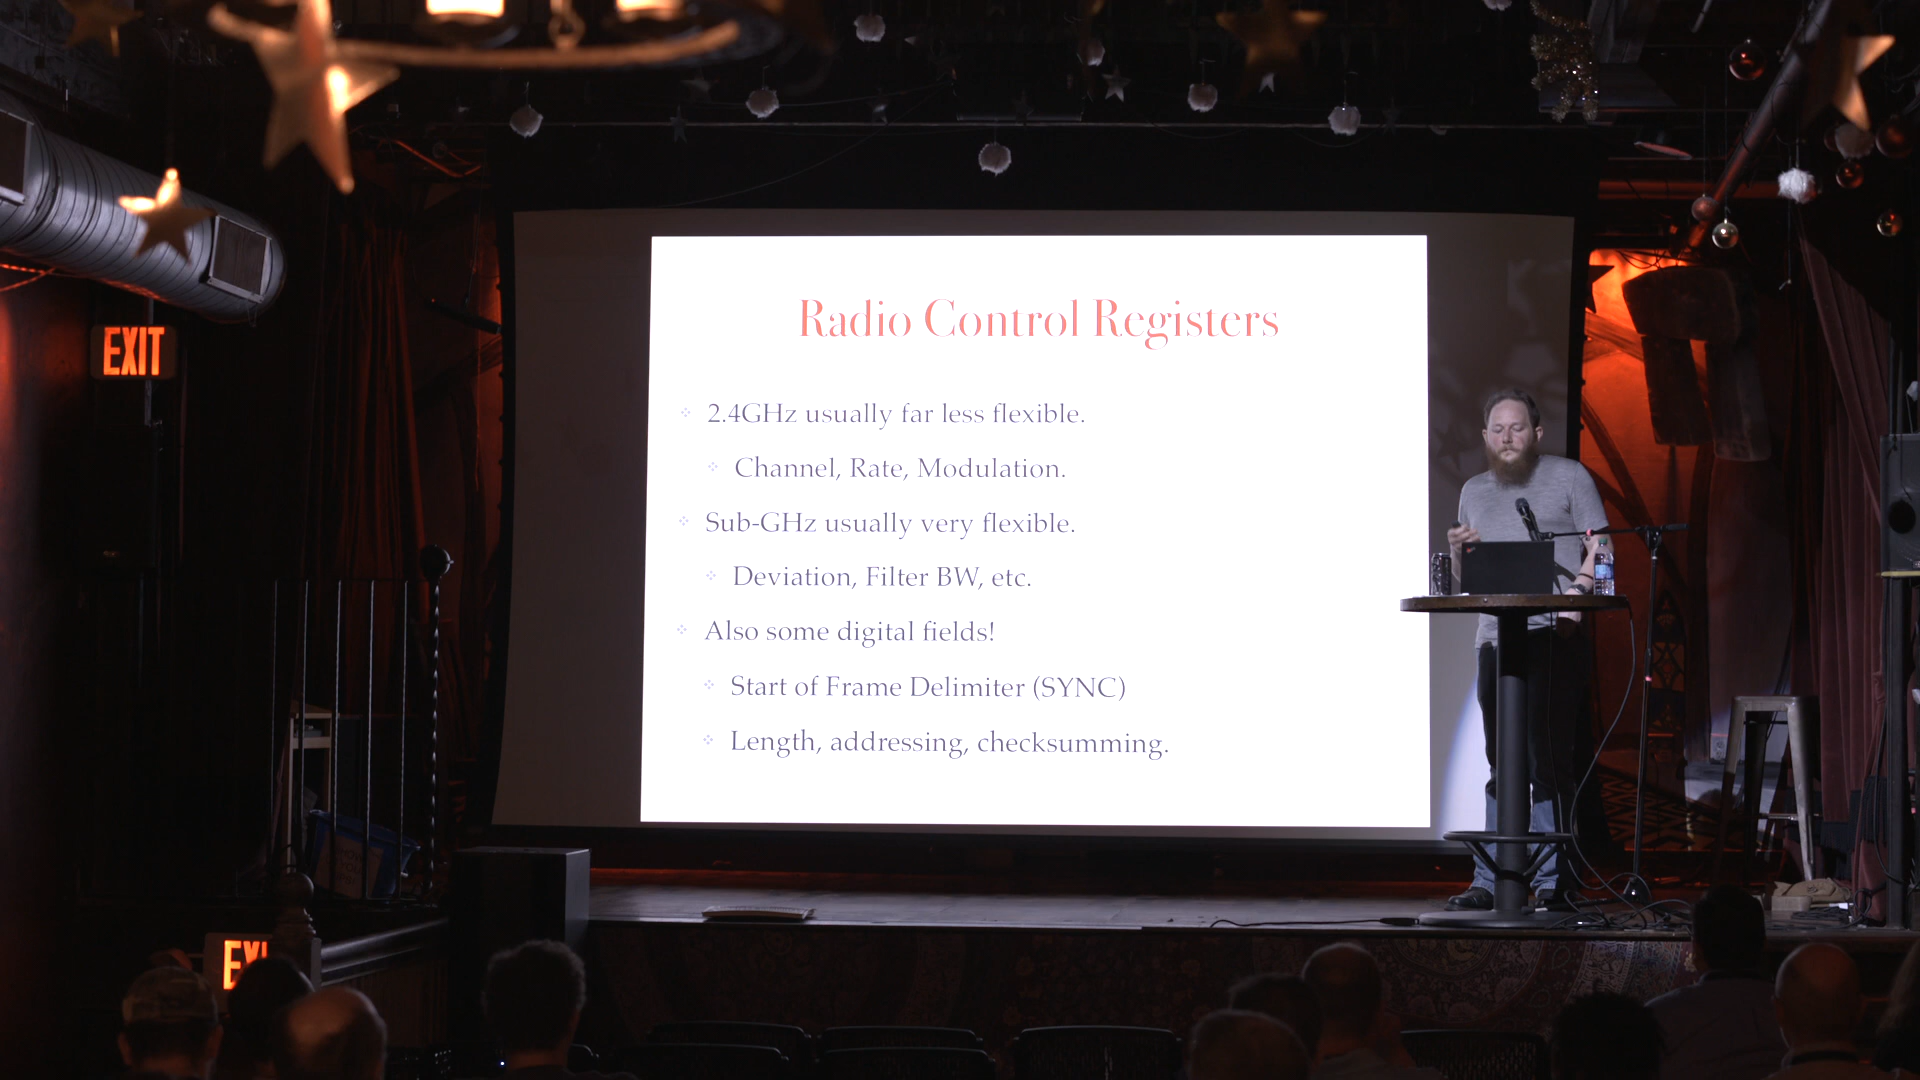 EXIT
Radio Control Registers
2.4GHz usually far less flexible.
Channel, Rate, Modulation.
Sub-GHz usually very flexible.
Deviation, Filter BW, etc.
Also some digital fields!
Start of Frame Delimiter (SYNC)
Length, addressing, checksumming.